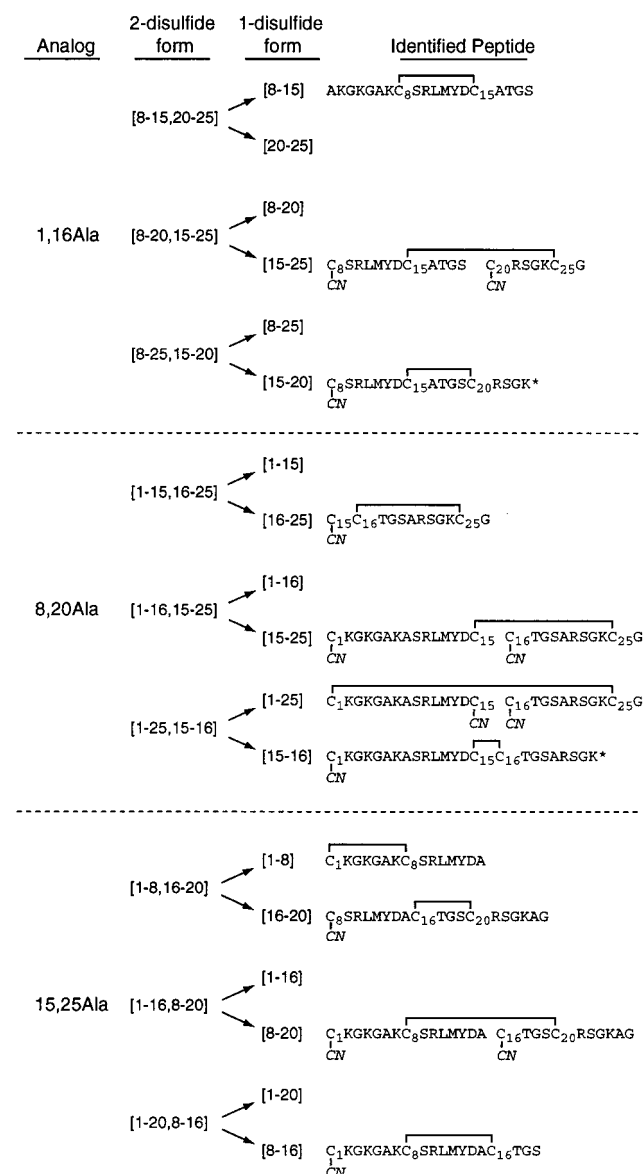 Analog 2-disulfide form 1-disulfide form Identified Peptide
[8-15] AKGKGAKC8SRLMYDC15ATGS
[8-15,20-25]
[20-25]
[8-20]
1,16Ala [8-20,15-25]
[15-25] C8SRLMYDC15ATGS C20RSGKC25G
CN CN
[8-25]
[8-25,15-20]
[15-20] C8SRLMYDC15ATGSC20RSGK*
CN
[1-15]
[1-15,16-25]
[16-25] C15C16TGSARSGKC25G
CN
[1-16]
8,20Ala [1-16,15-25]
[15-25] C1KGKGAKASRLMYDC15 C16TGSARSGKC25G
CN CN
[1-25] C1KGKGAKASRLMYDC15 C16TGSARSGKC25G
CN CN
[1-25,15-16]
[15-16] C1KGKGAKASRLMYDC15C16TGSARSGK*
CN
[1-8] C1KGKGAKC8SRLMYDA
[1-8,16-20]
[16-20] C8SRLMYDAC16TGSC20RSGKAG
CN
[1-16]
15,25Ala [1-16,8-20]
[8-20] C1KGKGAKC8SRLMYDA C16TGSC20RSGKAG
CN CN
[1-20]
[1-20,8-16]
[8-16] C1KGKGAKC8SRLMYDAC16TGS
CN